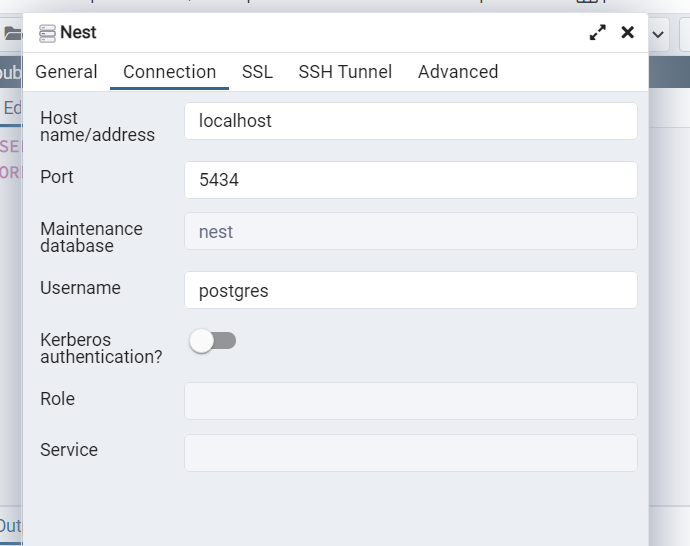 Nest
General Connection SSL SSH Tunnel Advanced
Host
name/address
localhost
Port
5434
Maintenance
database
nest
Username
postgres
Kerberos
authentication?
Role
Service